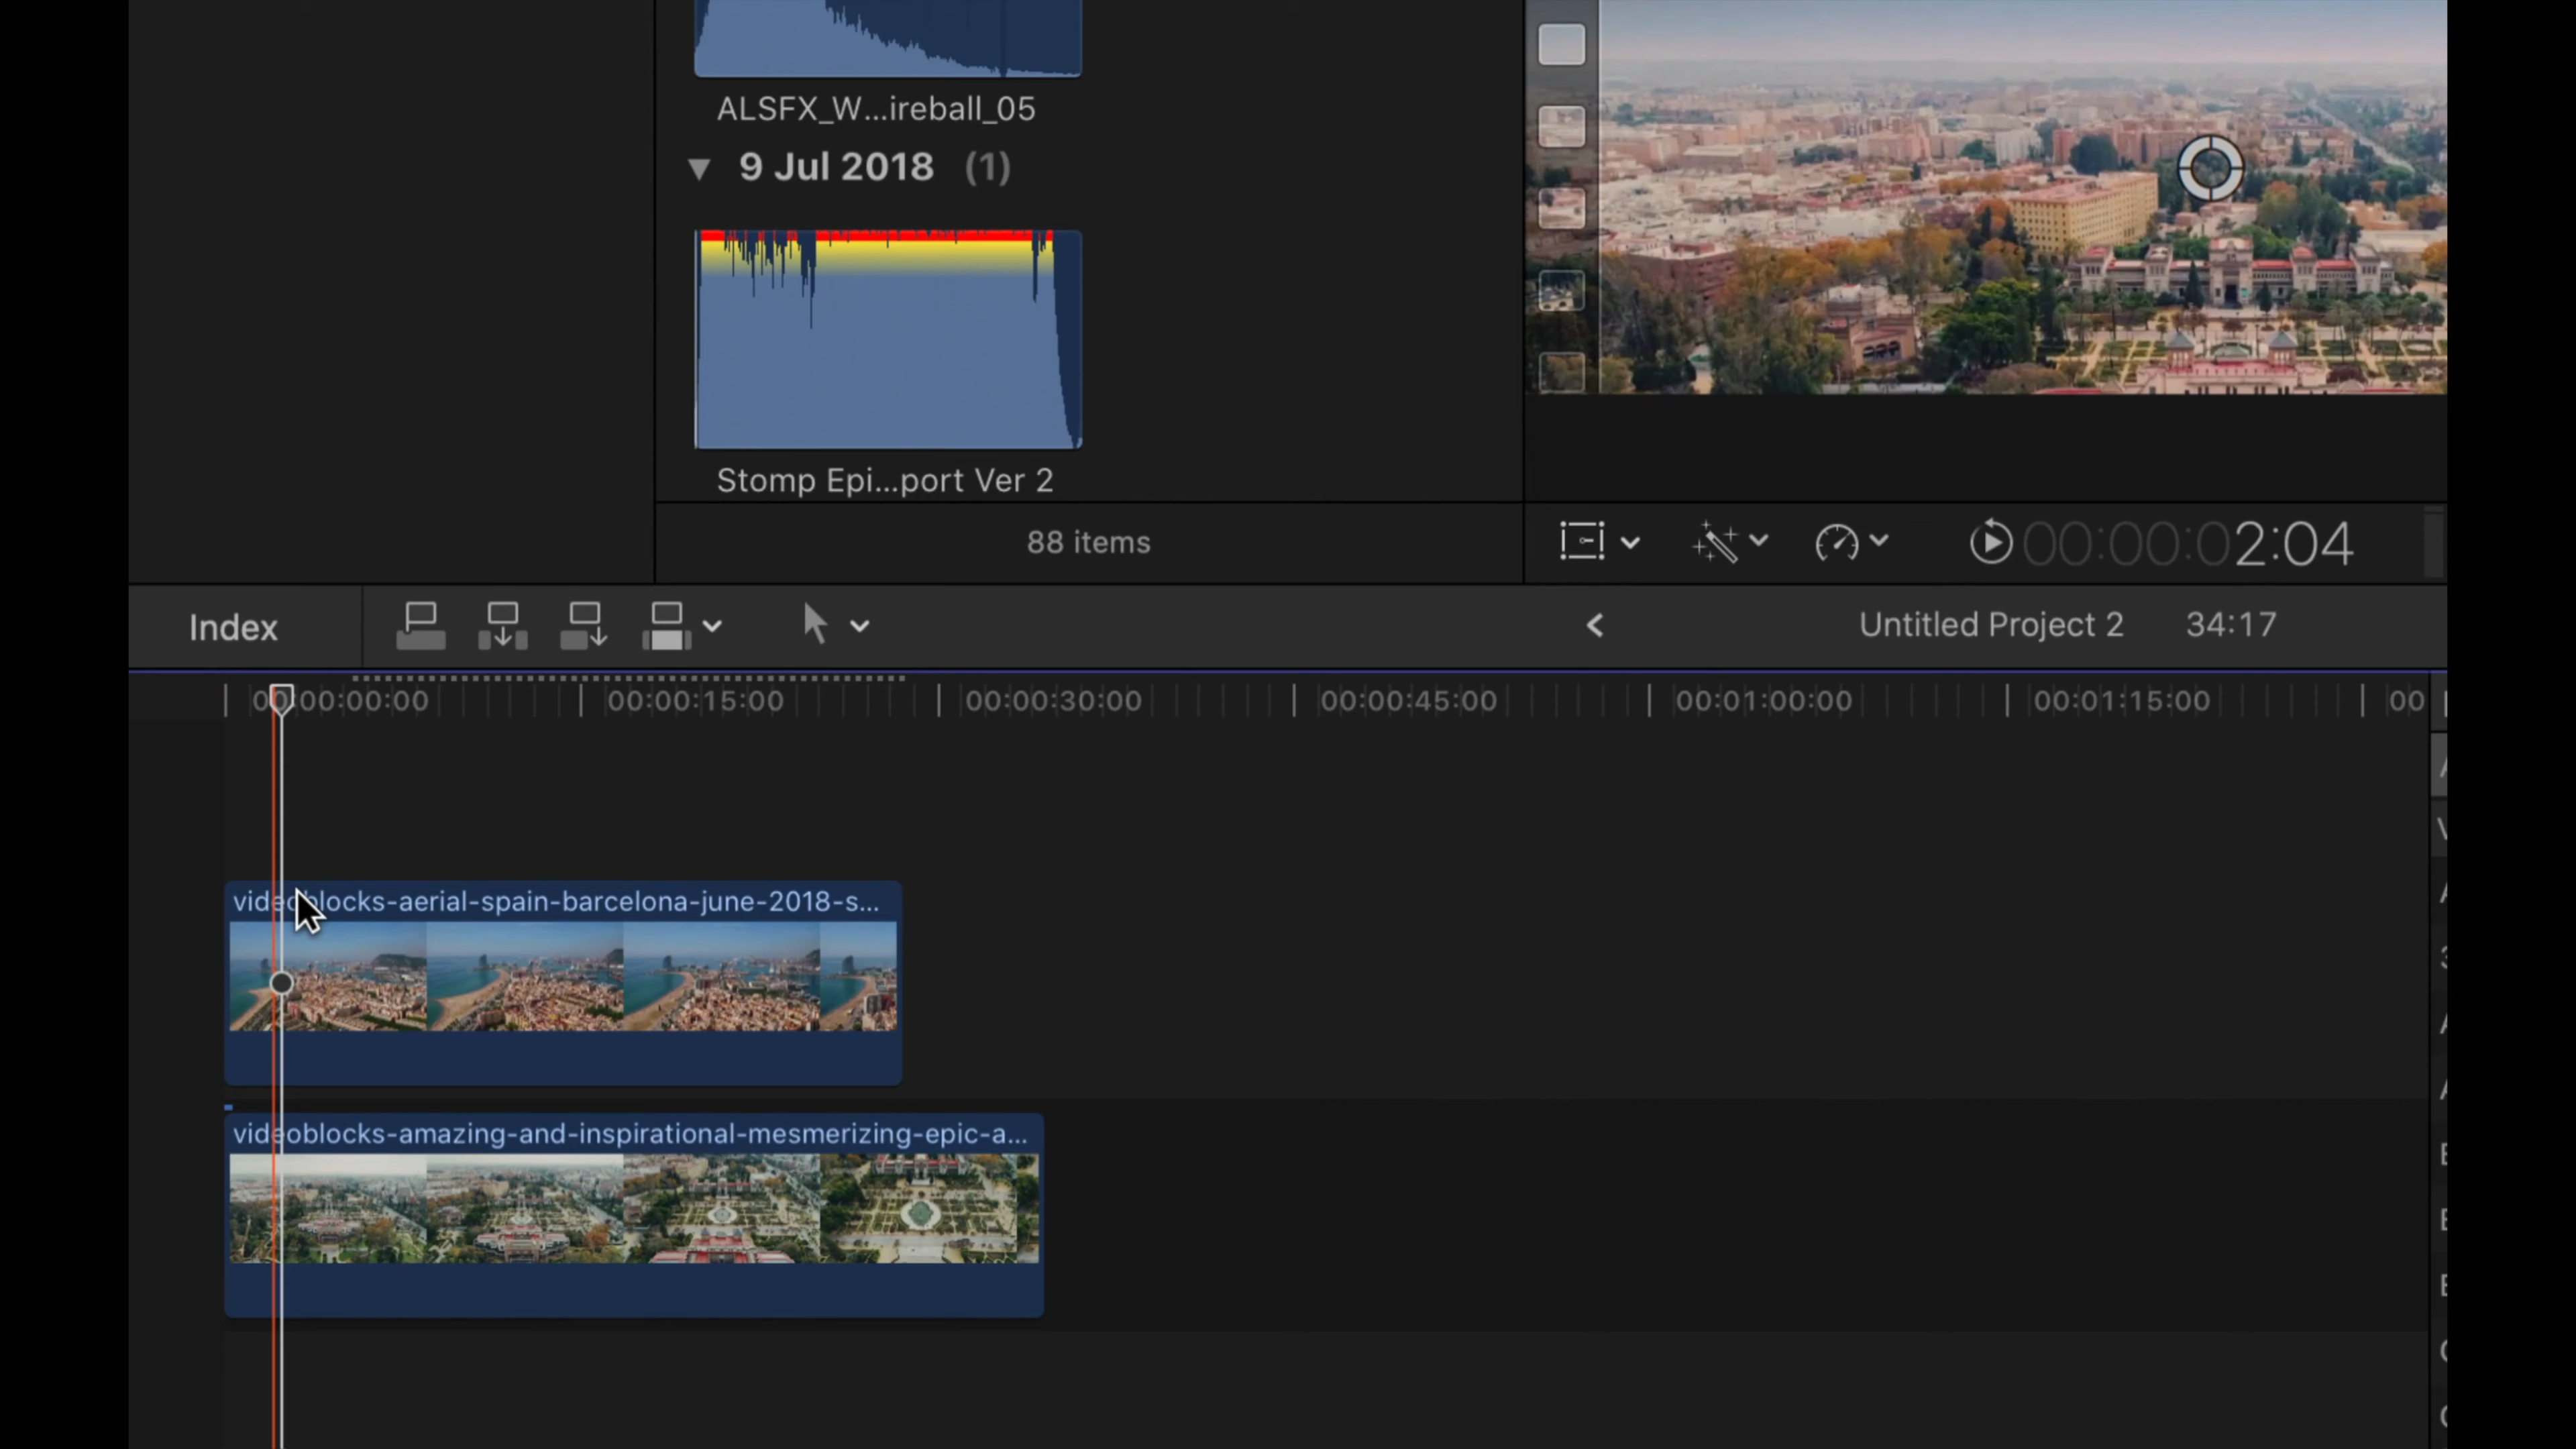 ALSFX_W...ireball_05
9 Jul 2018 (1)
Stomp Epi...port Ver 2
88 items
00:00:02:04
Index
Untitled Project 2 34:17
00:00:00:00 00:00:15:00 00:00:30:00 00:00:45:00 00:01:00:00 00:01:15:00 00
videoblocks-aerial-spain-barcelona-june-2018-s...
videoblocks-amazing-and-inspirational-mesmerizing-epic-a...